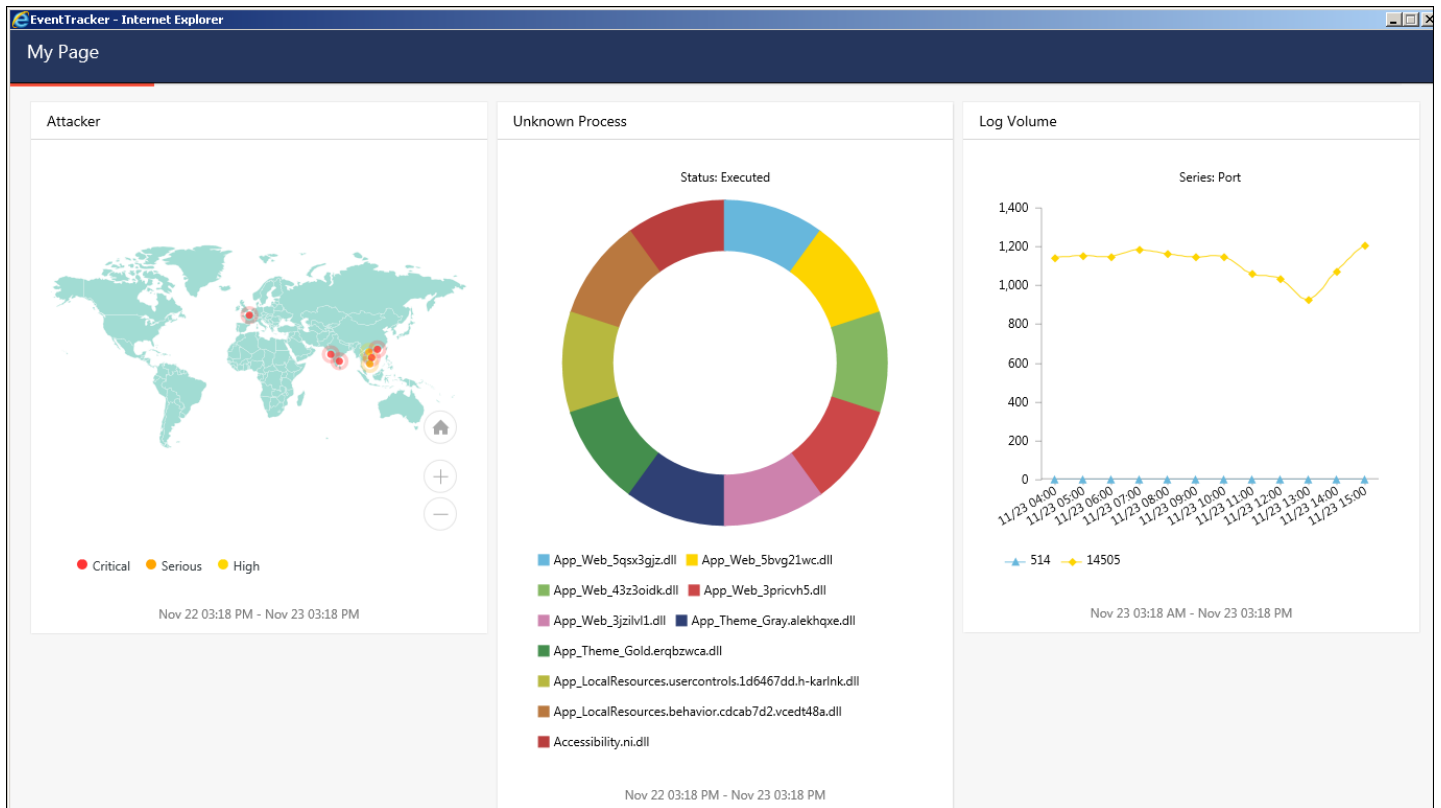 EventTracker - Internet Explorer
My Page
Attacker
Critical Serious High
Nov 22 03:18 PM - Nov 23 03:18 PM
Unknown Process
Status: Executed
App_Web_5qsx3gjz.dll App_Web_5bvg21wc.dll
App_Web_43z3oidk.dll App_Web_3pricvh5.dll
App_Web_3jzilvl1.dll App_Theme_Gray.alekhqxe.dll
App_Theme_Gold.erqbzwca.dll
App_LocalResources.usercontrols.1d6467dd.h-karlnk.dll
App_LocalResources.behavior.cdcab7d2.vcedt48a.dll
Accessibility.ni.dll
Nov 22 03:18 PM - Nov 23 03:18 PM
Log Volume
Series: Port
1,400
1,200
1,000
800
600
400
200
0
11/23 04:00 11/23 05:00 11/23 06:00 11/23 07:00 11/23 08:00 11/23 09:00 11/23 10:00 11/23 11:00 11/23 12:00 11/23 13:00 11/23 14:00 11/23 15:00
514 14505
Nov 23 03:18 AM - Nov 23 03:18 PM